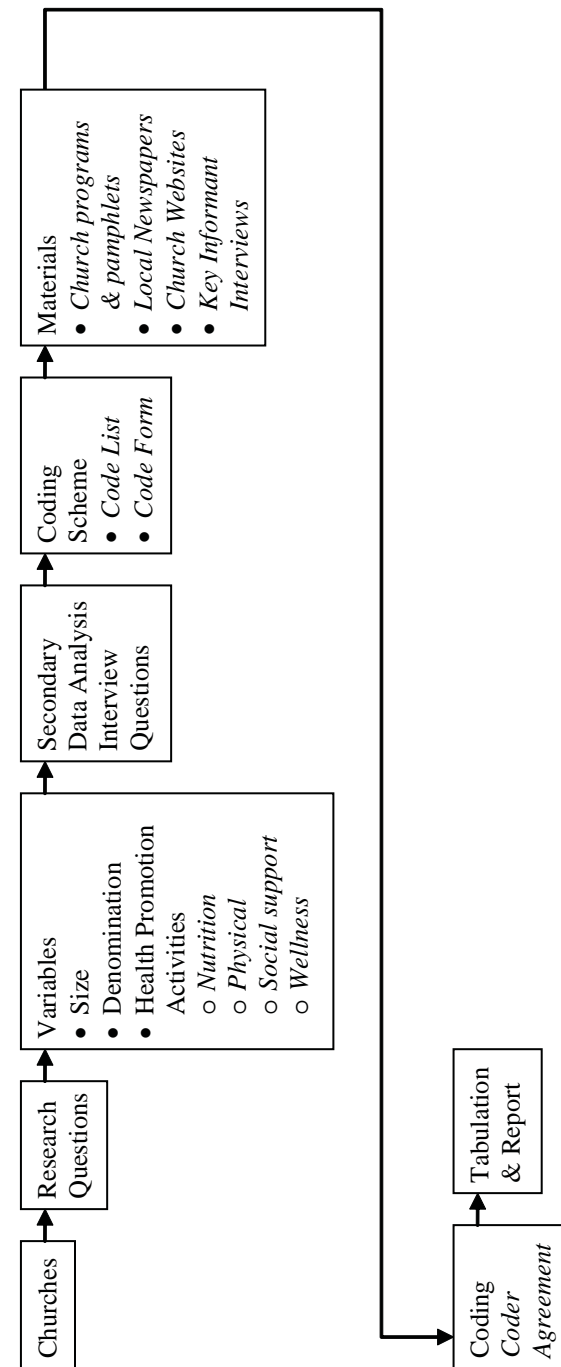 Churches
Research
Questions
Variables
● Size
● Denomination
● Health Promotion
Activities
○ Nutrition
○ Physical
○ Social support
○ Wellness
Secondary
Data Analysis
Interview
Questions
Coding
Scheme
● Code List
● Code Form
Materials
● Church programs
& pamphlets
● Local Newspapers
● Church Websites
● Key Informant
Interviews
Coding
Coder
Agreement
Tabulation
& Report